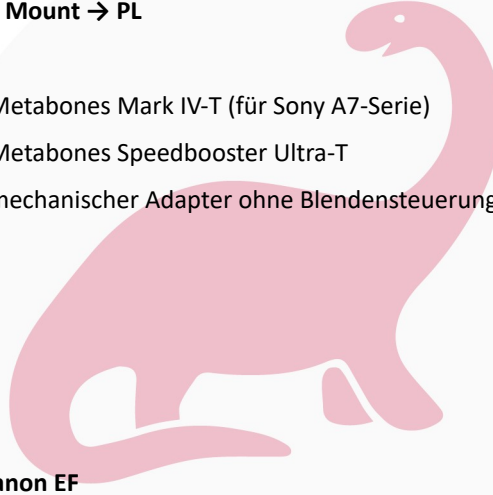 Mount → PL
Metabones Mark IV-T (für Sony A7-Serie)
Metabones Speedbooster Ultra-T
mechanischer Adapter ohne Blendensteuerung
anon EF